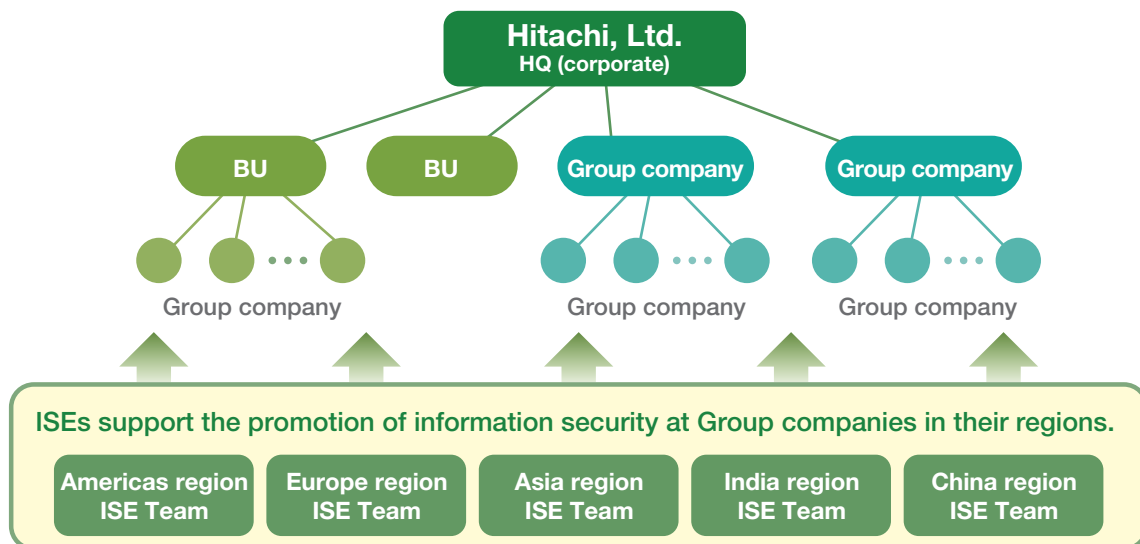 Hitachi, Ltd.
HQ (corporate)
BU
BU
Group company
Group company
Group company
Group company
Group company
ISEs support the promotion of information security at Group companies in their regions.
Americas region
ISE Team
Europe region
ISE Team
Asia region
ISE Team
India region
ISE Team
China region
ISE Team